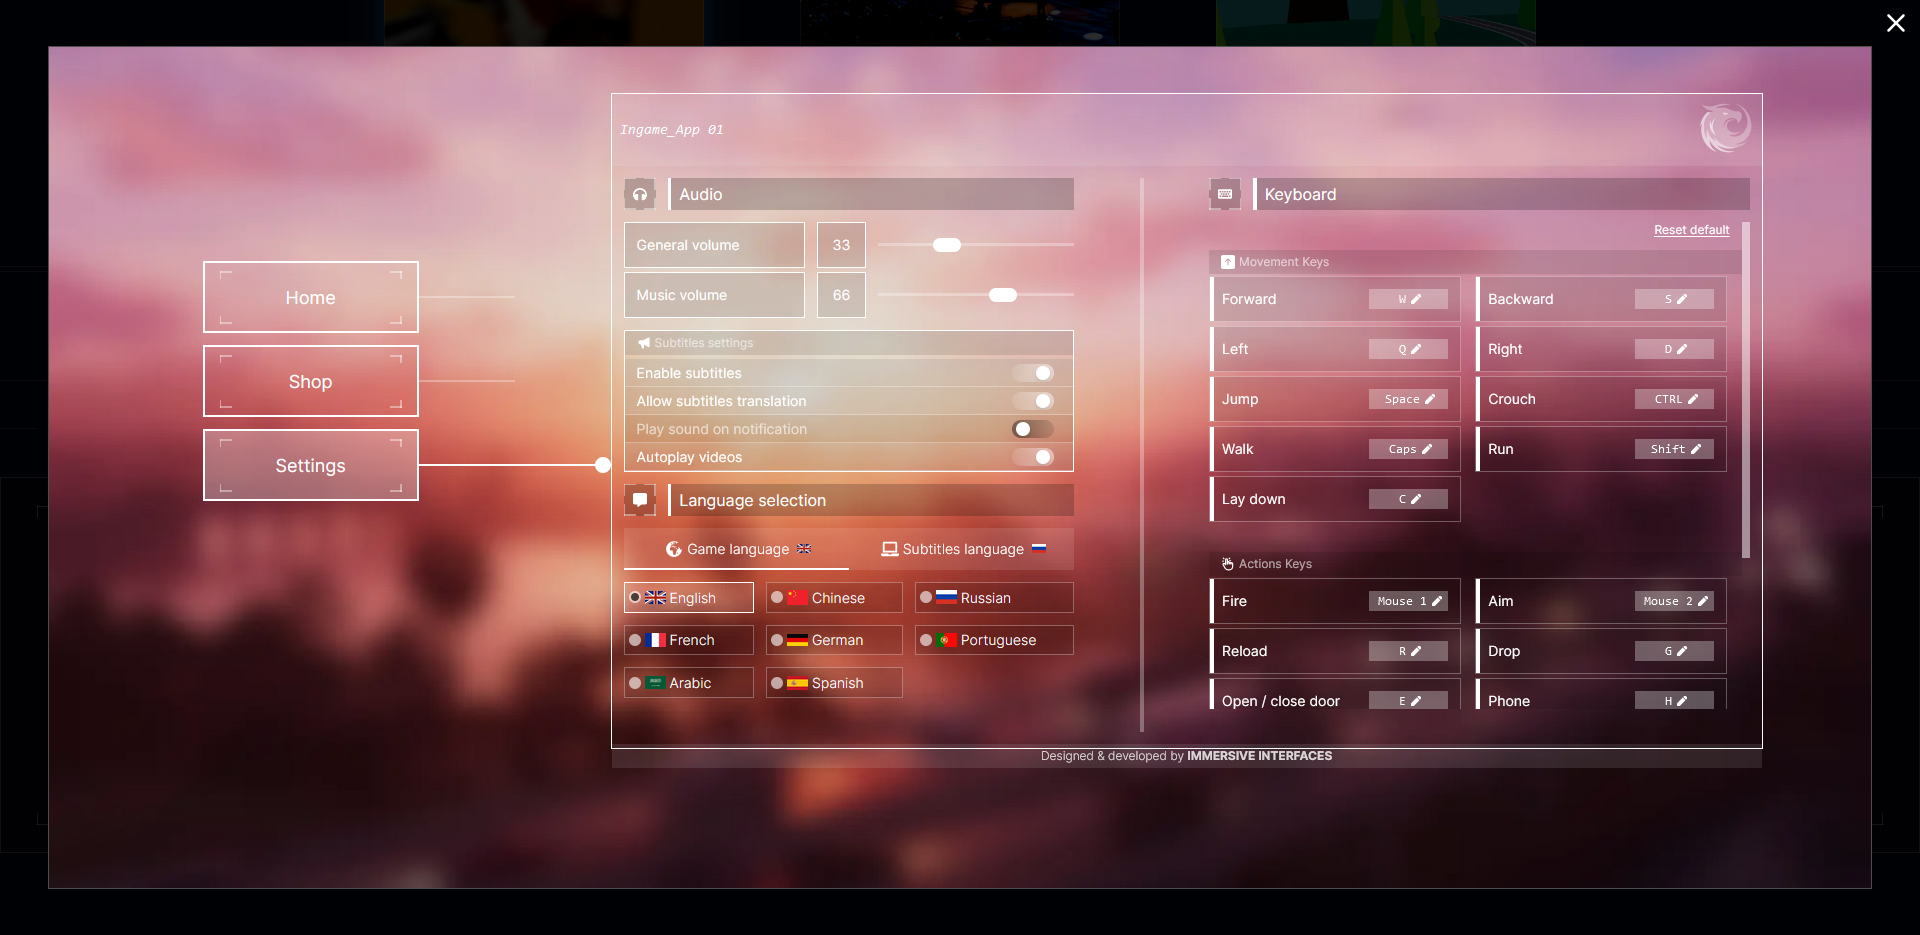 Ingame_App 01
Home
Shop
Settings
Audio
General volume 33
Music volume 66
Subtitles settings
Enable subtitles
Allow subtitles translation
Play sound on notification
Autoplay videos
Language selection
Game language Subtitles language
English Chinese Russian
French German Portuguese
Arabic Spanish
Keyboard
Reset default
Movement Keys
Forward W Backward S
Left Q Right D
Jump Space Crouch CTRL
Walk Caps Run Shift
Lay down C
Actions Keys
Fire Mouse 1 Aim Mouse 2
Reload R Drop G
Open / close door E Phone H
Designed & developed by IMMERSIVE INTERFACES